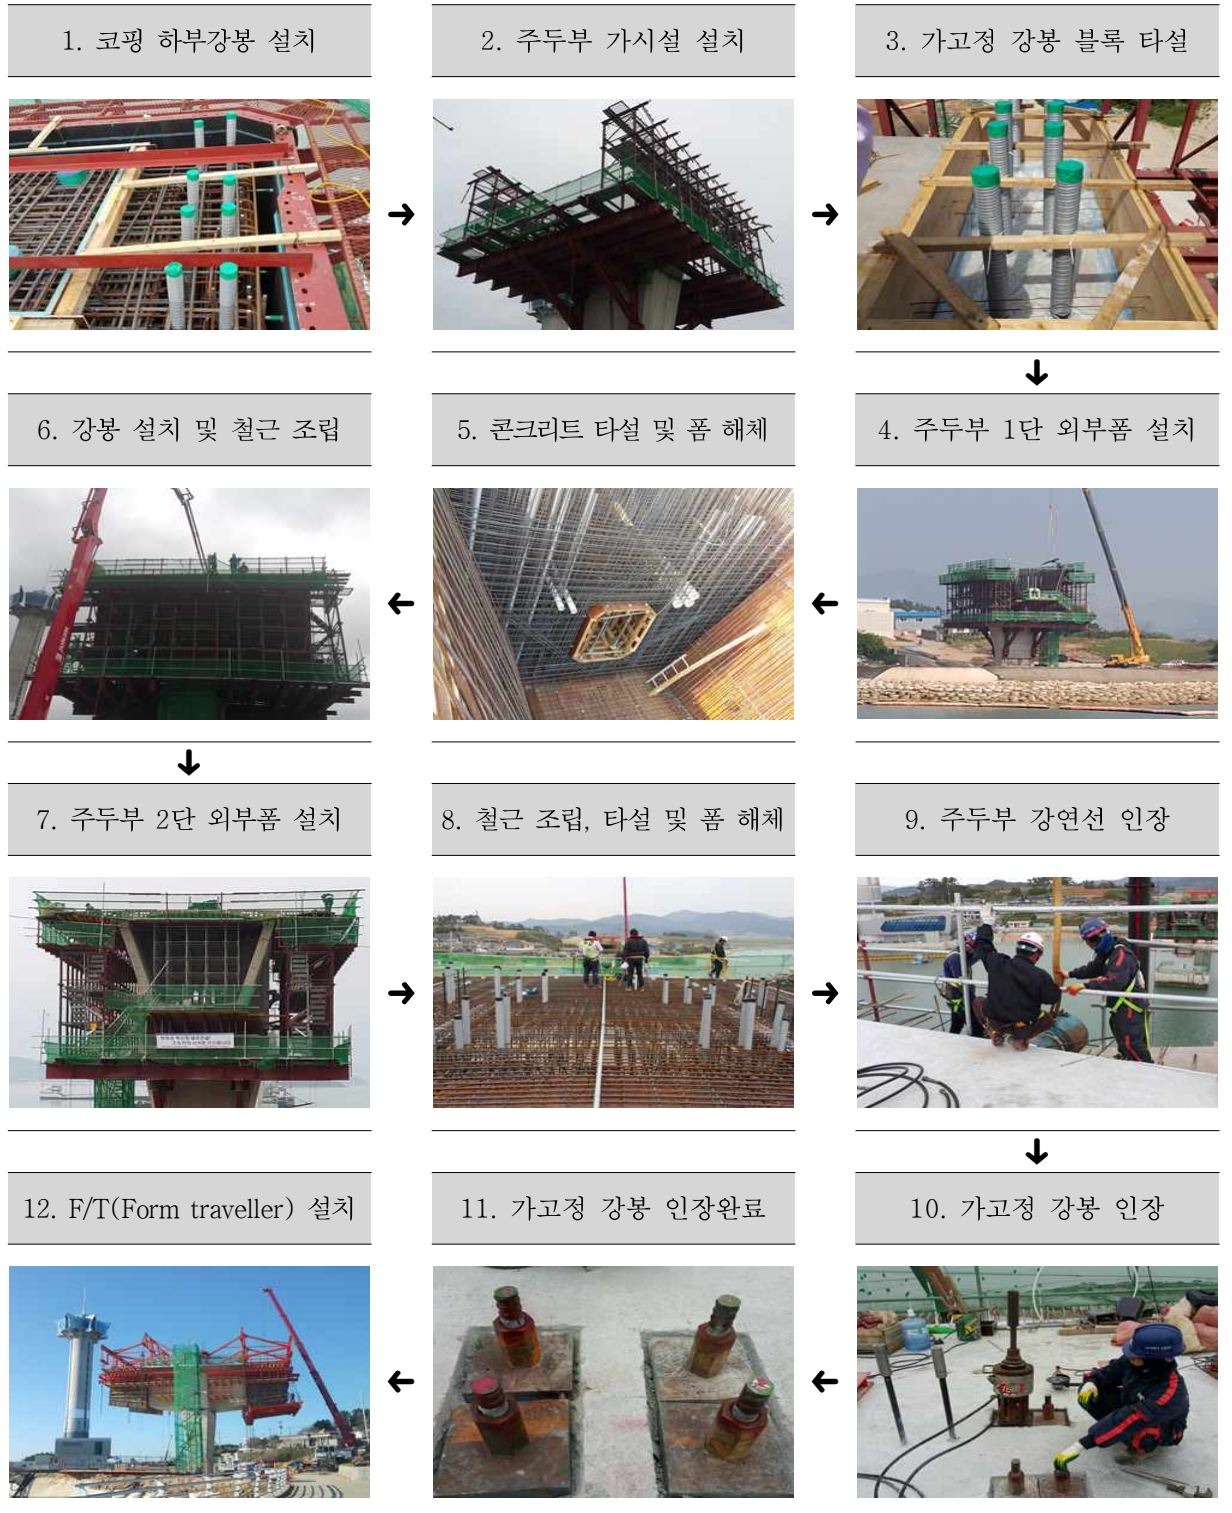 1. 코핑 하부강봉 설치
2. 주두부 가시설 설치
3. 가고정 강봉 블록 타설
6. 강봉 설치 및 철근 조립
5. 콘크리트 타설 및 폼 해체
4. 주두부 1단 외부폼 설치
7. 주두부 2단 외부폼 설치
8. 철근 조립, 타설 및 폼 해체
9. 주두부 강연선 인장
12. F/T(Form traveller) 설치
11. 가고정 강봉 인장완료
10. 가고정 강봉 인장